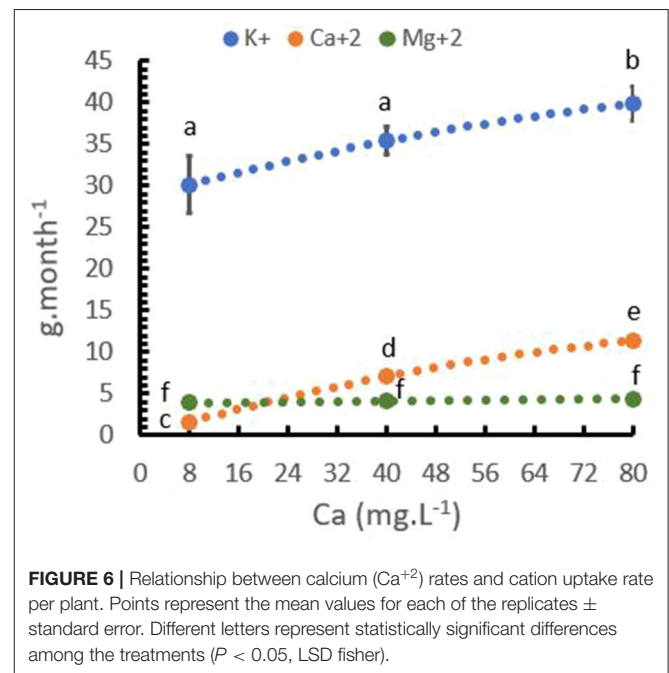 K+ Ca+2 Mg+2
45
40
35
30
25
20
15
10
5
0
g.month-1
a
a
b
c
d
e
f
f
f
0 8 16 24 32 40 48 56 64 72 80
Ca (mg.L-1)
FIGURE 6 | Relationship between calcium (Ca+2) rates and cation uptake rate
per plant. Points represent the mean values for each of the replicates ±
standard error. Different letters represent statistically significant differences
among the treatments (P < 0.05, LSD fisher).